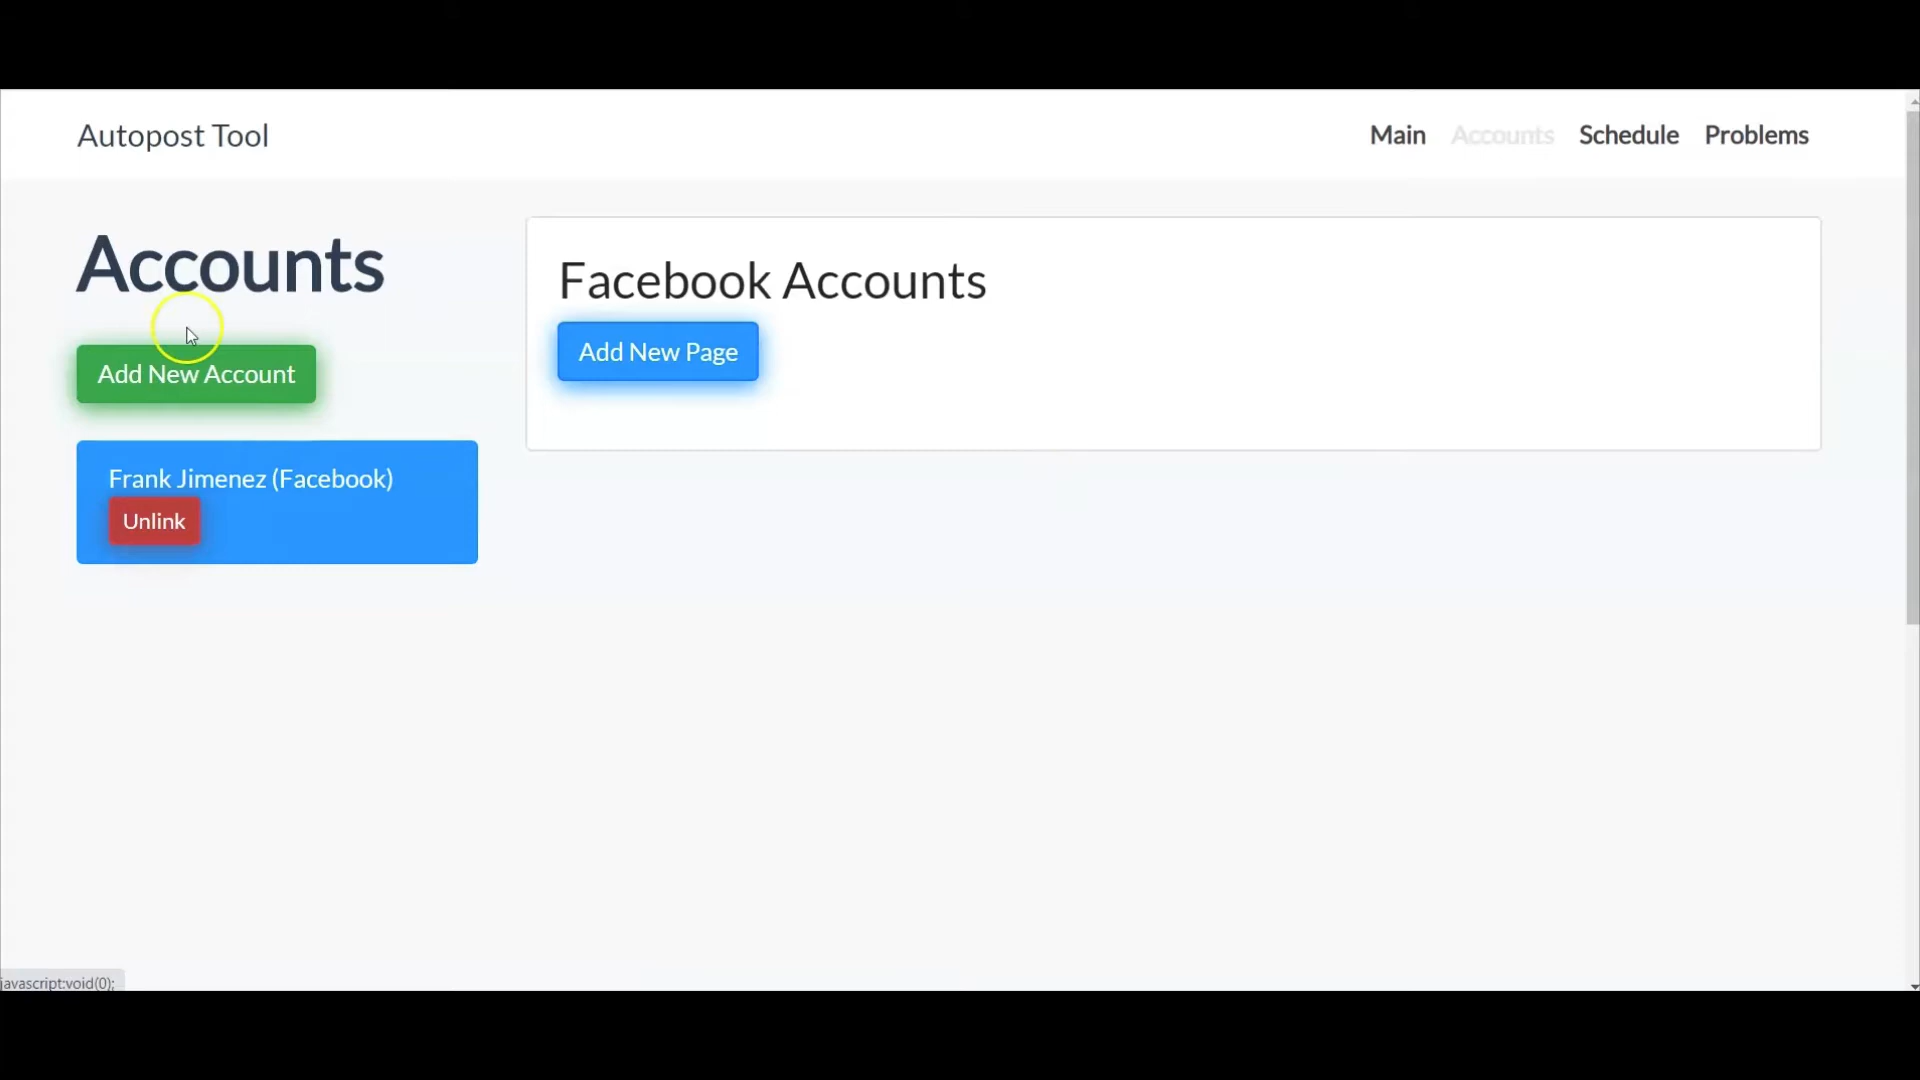 Autopost Tool
Main Accounts Schedule Problems
Accounts
Add New Account
Frank Jimenez (Facebook)
Unlink
Facebook Accounts
Add New Page
javascript:void(0);